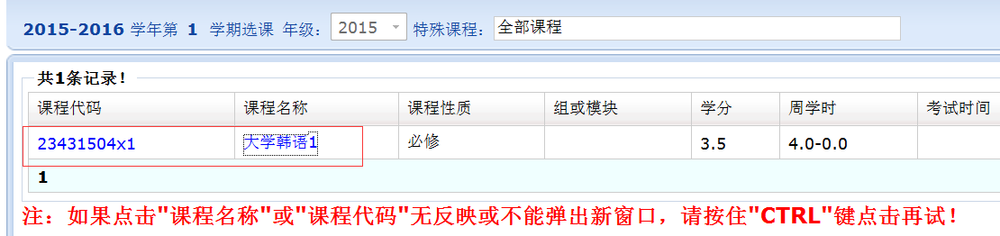 2015-2016 学年第 1 学期选课 年级： 2015 特殊课程： 全部课程
共1条记录！
课程代码 课程名称 课程性质 组或模块 学分 周学时 考试时间
23431504x1 大学韩语1 必修 3.5 4.0-0.0
1
注：如果点击"课程名称"或"课程代码"无反映或不能弹出新窗口，请按住"CTRL"键点击再试！